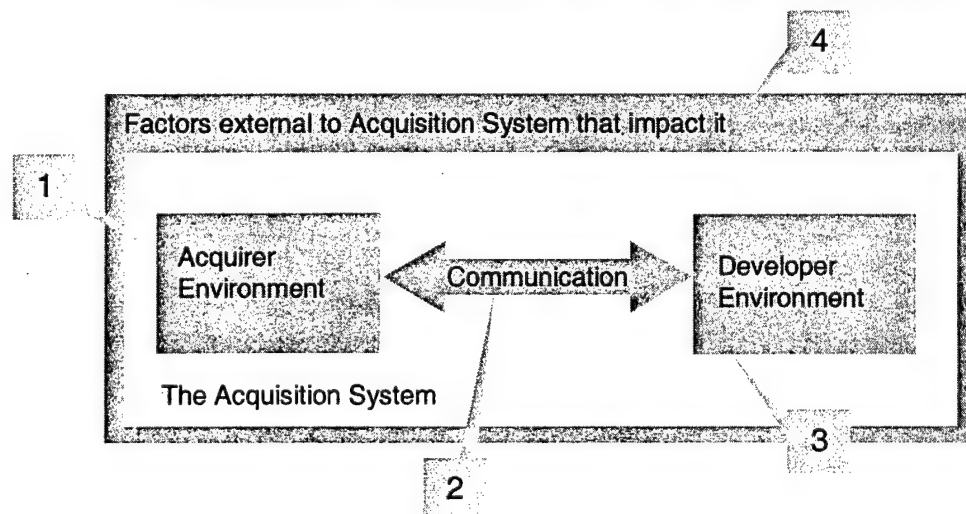 4
Factors external to Acquisition System that impact it
1
Acquirer
Environment
Communication
Developer
Environment
The Acquisition System
3
2